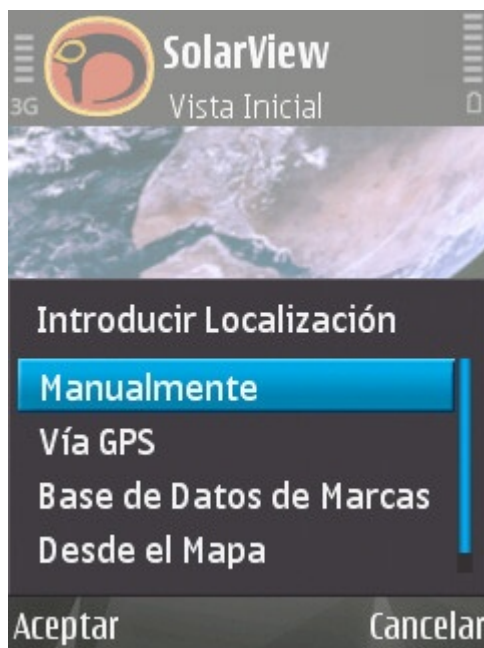 SolarView
3G
Vista Inicial
Introducir Localización
Manualmente
Vía GPS
Base de Datos de Marcas
Desde el Mapa
Aceptar
Cancelar